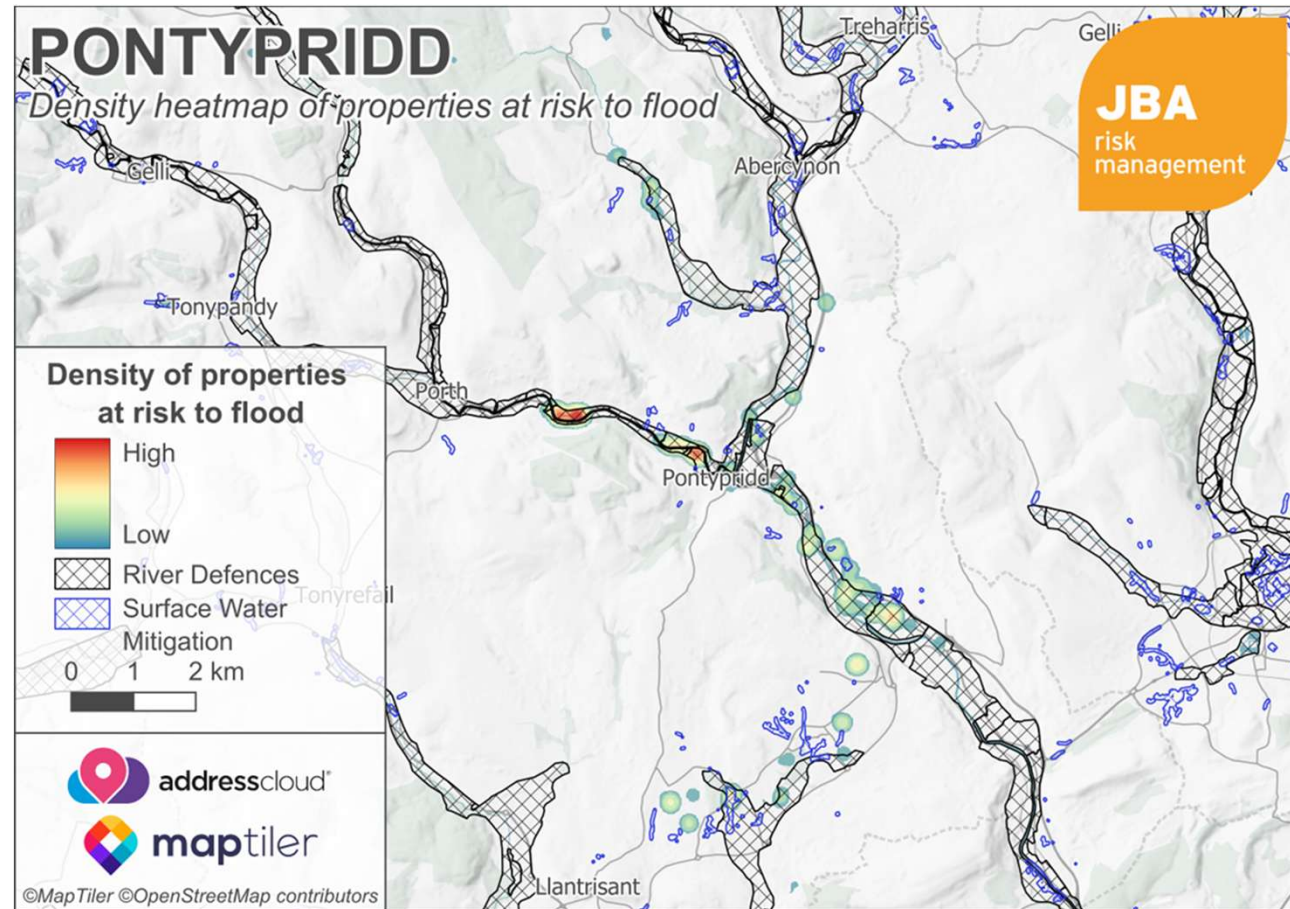 PONTYPRIDD
Density heatmap of properties at risk to flood
Treharris
Gelli
JBA
risk
management
Abercynon
Gelli
Tonypandy
Porth
Pontypridd
Density of properties
at risk to flood
High
Low
River Defences
Surface Water
Mitigation
Tonyrefail
0 1 2 km
addresscloud
maptiler
©MapTiler ©OpenStreetMap contributors
Llantrisant